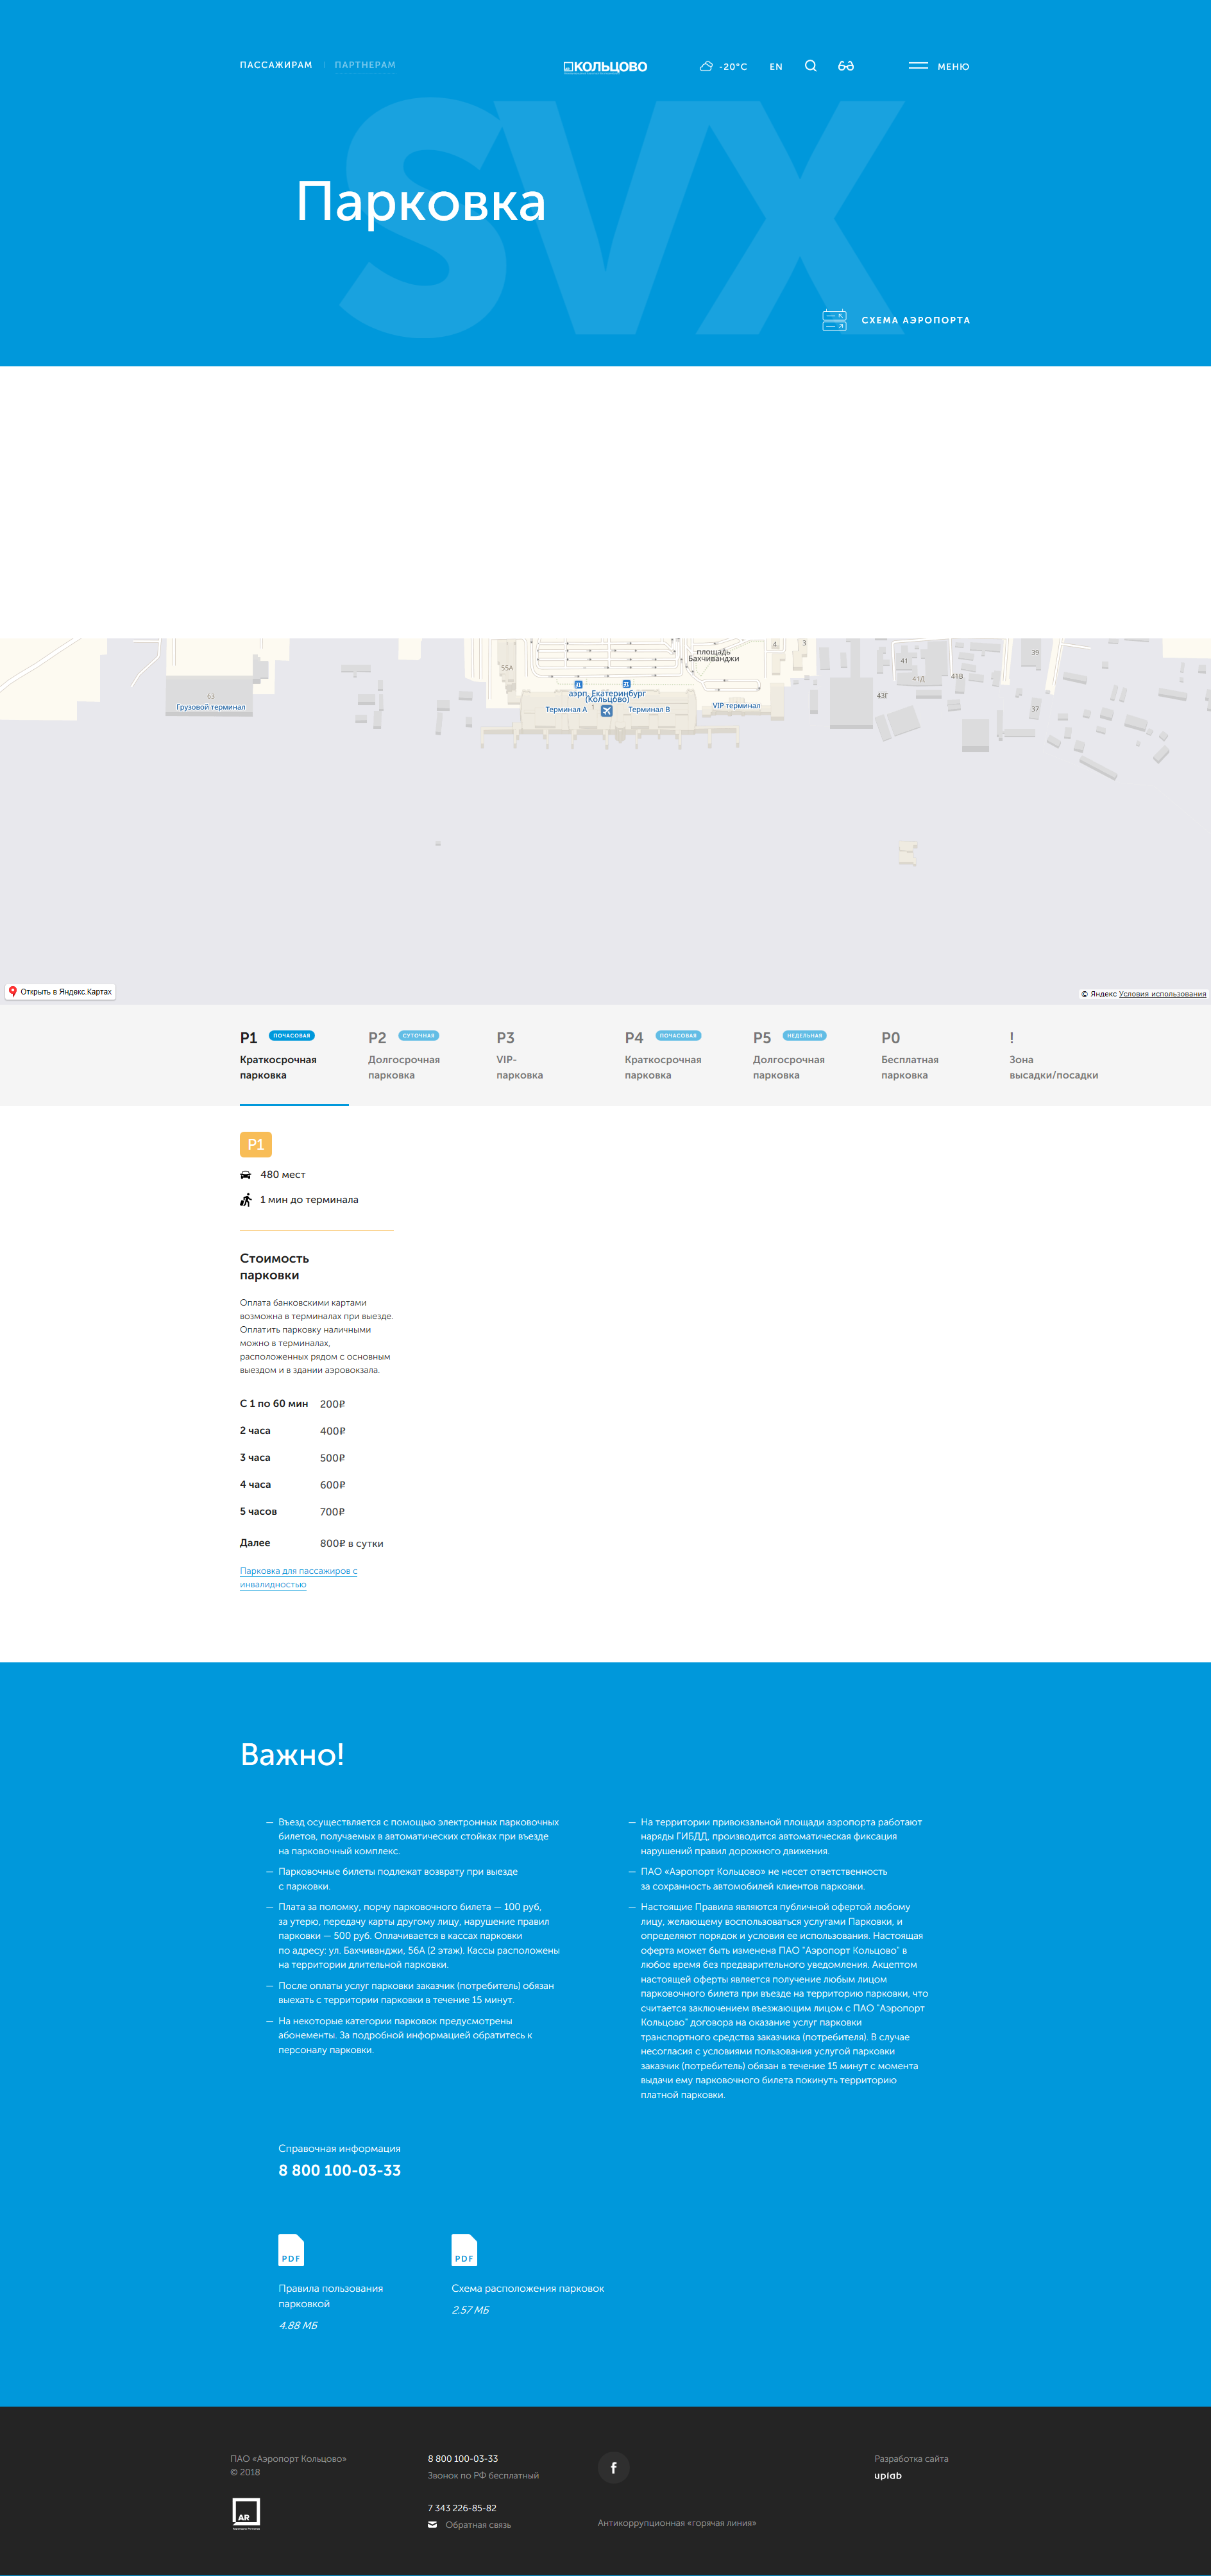 ПАССАЖИРАМ | ПАРТНЕРАМ
КОЛЬЦОВО
-20°C
EN
МЕНЮ
SVX
Парковка
СХЕМА АЭРОПОРТА
площадь
Бахчиванджи
4
3
55А
39
41
41Д
41В
63
Грузовой терминал
аэрп. Екатеринбург
(Кольцово)
43Г
Терминал А
1
Терминал B
VIP терминал
37
Открыть в Яндекс.Картах
© Яндекс Условия использования
P1 ПОЧАСОВАЯ
Краткосрочная
парковка
P2 СУТОЧНАЯ
Долгосрочная
парковка
P3
VIP-
парковка
P4 ПОЧАСОВАЯ
Краткосрочная
парковка
P5 НЕДЕЛЬНАЯ
Долгосрочная
парковка
P0
Бесплатная
парковка
!
Зона
высадки/посадки
P1
480 мест
1 мин до терминала
Стоимость
парковки
Оплата банковскими картами
возможна в терминалах при выезде.
Оплатить парковку наличными
можно в терминалах,
расположенных рядом с основным
выездом и в здании аэровокзала.
С 1 по 60 мин 200₽
2 часа 400₽
3 часа 500₽
4 часа 600₽
5 часов 700₽
Далее 800₽ в сутки
Парковка для пассажиров с
инвалидностью
Важно!
— Въезд осуществляется с помощью электронных парковочных
билетов, получаемых в автоматических стойках при въезде
на парковочный комплекс.
— Парковочные билеты подлежат возврату при выезде
с парковки.
— Плата за поломку, порчу парковочного билета — 100 руб,
за утерю, передачу карты другому лицу, нарушение правил
парковки — 500 руб. Оплачивается в кассах парковки
по адресу: ул. Бахчиванджи, 56А (2 этаж). Кассы расположены
на территории длительной парковки.
— После оплаты услуг парковки заказчик (потребитель) обязан
выехать с территории парковки в течение 15 минут.
— На некоторые категории парковок предусмотрены
абонементы. За подробной информацией обратитесь к
персоналу парковки.
— На территории привокзальной площади аэропорта работают
наряды ГИБДД, производится автоматическая фиксация
нарушений правил дорожного движения.
— ПАО «Аэропорт Кольцово» не несет ответственность
за сохранность автомобилей клиентов парковки.
— Настоящие Правила являются публичной офертой любому
лицу, желающему воспользоваться услугами Парковки, и
определяют порядок и условия ее использования. Настоящая
оферта может быть изменена ПАО "Аэропорт Кольцово" в
любое время без предварительного уведомления. Акцептом
настоящей оферты является получение любым лицом
парковочного билета при въезде на территорию парковки, что
считается заключением въезжающим лицом с ПАО "Аэропорт
Кольцово" договора на оказание услуг парковки
транспортного средства заказчика (потребителя). В случае
несогласия с условиями пользования услугой парковки
заказчик (потребитель) обязан в течение 15 минут с момента
выдачи ему парковочного билета покинуть территорию
платной парковки.
Справочная информация
8 800 100-03-33
PDF
Правила пользования
парковкой
4.88 МБ
PDF
Схема расположения парковок
2.57 МБ
ПАО «Аэропорт Кольцово»
© 2018
AR
8 800 100-03-33
Звонок по РФ бесплатный
7 343 226-85-82
Обратная связь
f
Антикоррупционная «горячая линия»
Разработка сайта
uplab